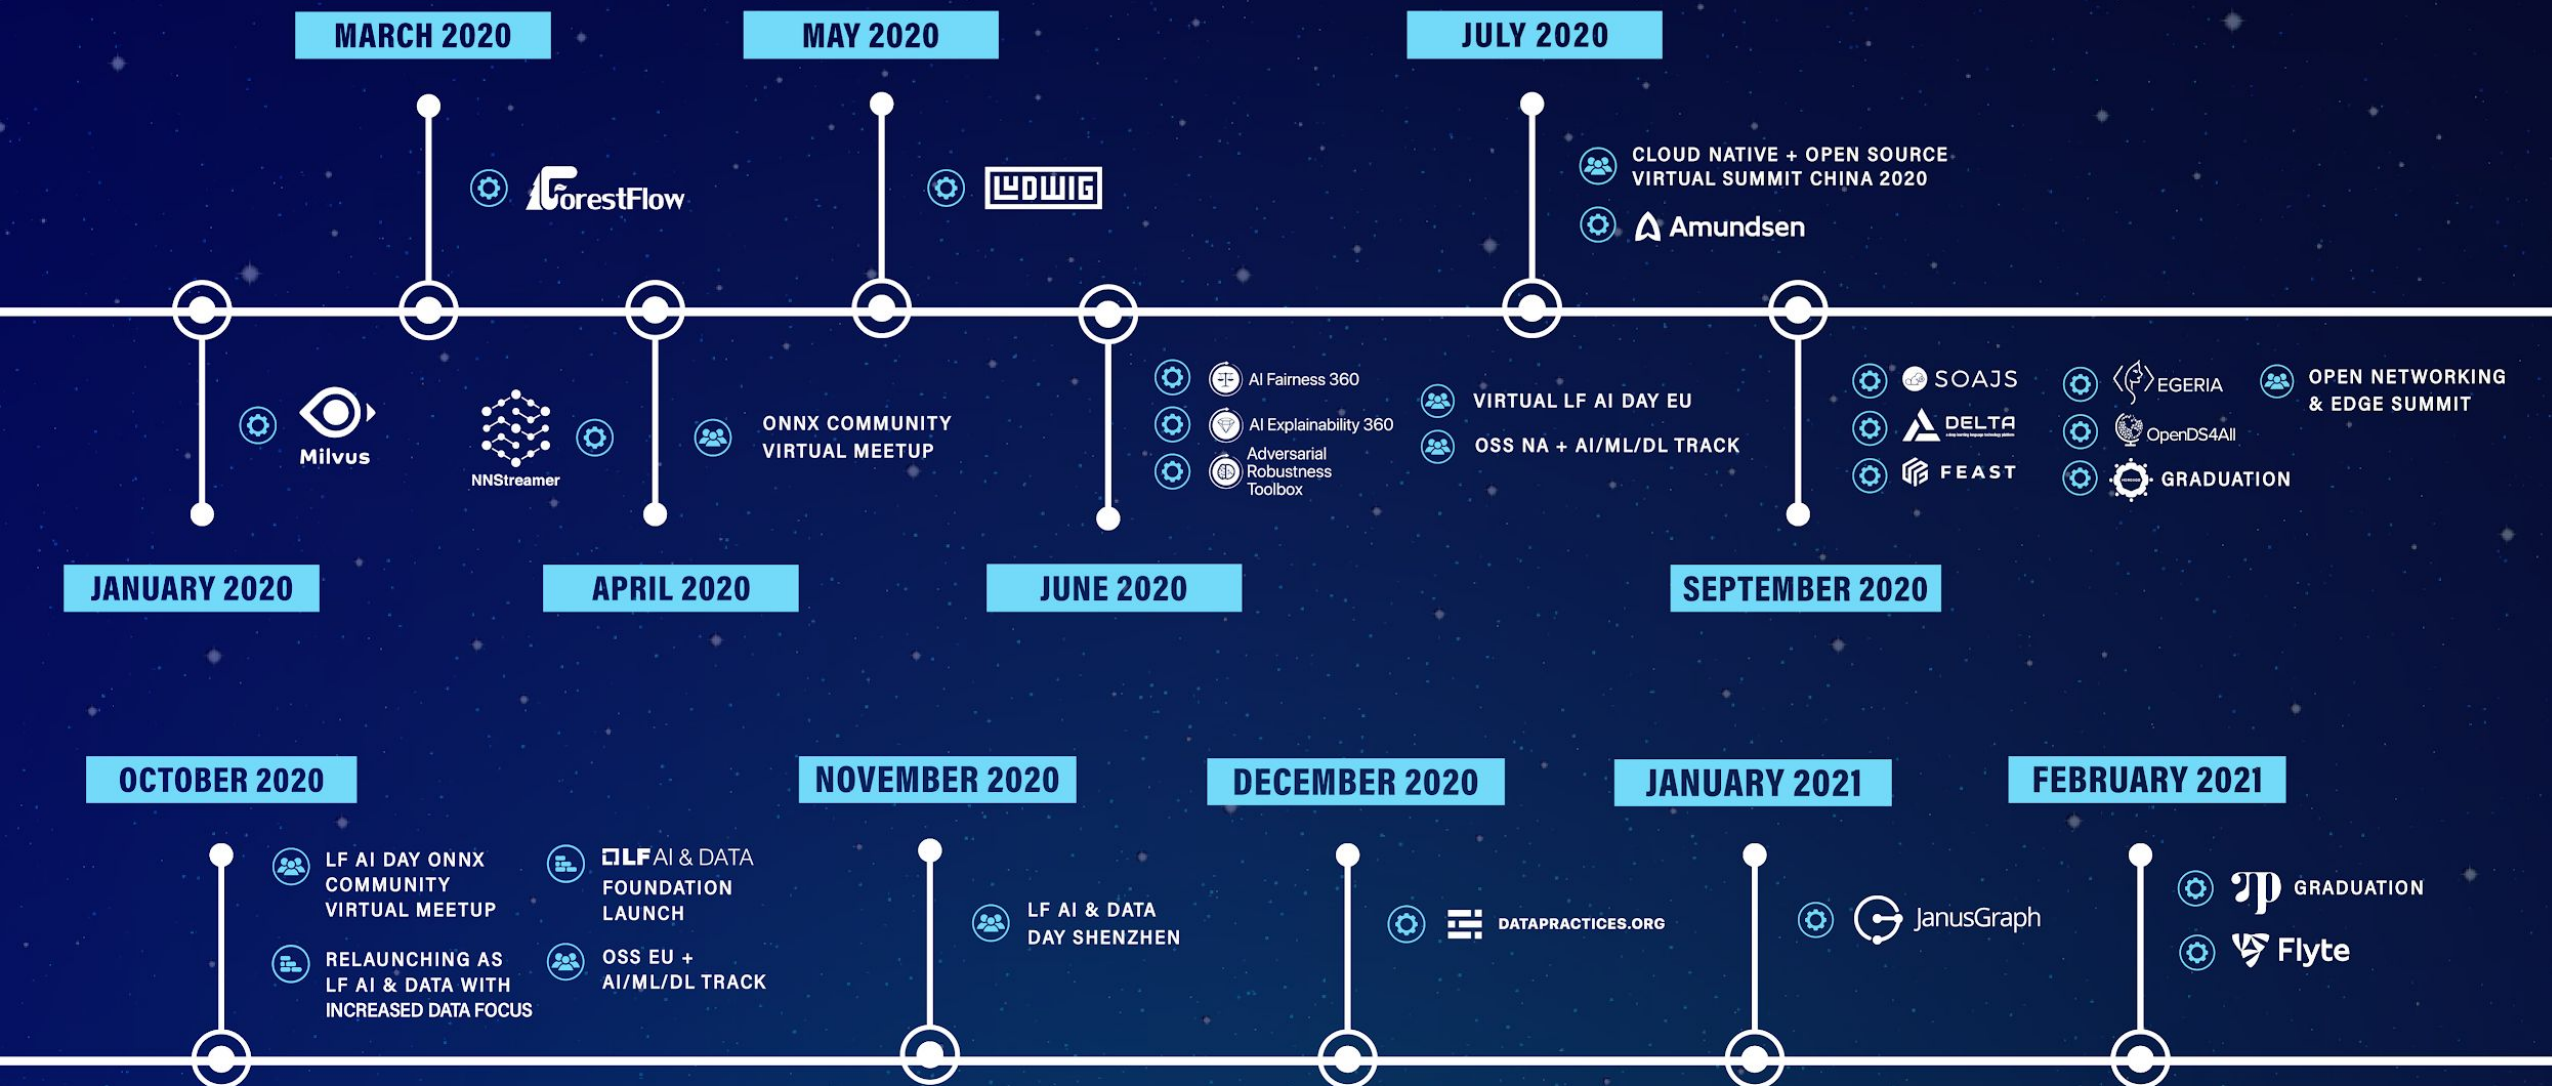 MARCH 2020
MAY 2020
JULY 2020
ForestFlow
LUDWIG
CLOUD NATIVE + OPEN SOURCE
VIRTUAL SUMMIT CHINA 2020
Amundsen
Milvus
NNStreamer
ONNX COMMUNITY
VIRTUAL MEETUP
AI Fairness 360
AI Explainability 360
Adversarial
Robustness
Toolbox
VIRTUAL LF AI DAY EU
OSS NA + AI/ML/DL TRACK
SOAJS
DELTA
FEAST
EGERIA
OpenDS4All
GRADUATION
OPEN NETWORKING
& EDGE SUMMIT
JANUARY 2020
APRIL 2020
JUNE 2020
SEPTEMBER 2020
OCTOBER 2020
NOVEMBER 2020
DECEMBER 2020
JANUARY 2021
FEBRUARY 2021
LF AI DAY ONNX
COMMUNITY
VIRTUAL MEETUP
RELAUNCHING AS
LF AI & DATA WITH
INCREASED DATA FOCUS
LF AI & DATA
FOUNDATION
LAUNCH
OSS EU +
AI/ML/DL TRACK
LF AI & DATA
DAY SHENZHEN
DATAPRACTICES.ORG
JanusGraph
GRADUATION
Flyte